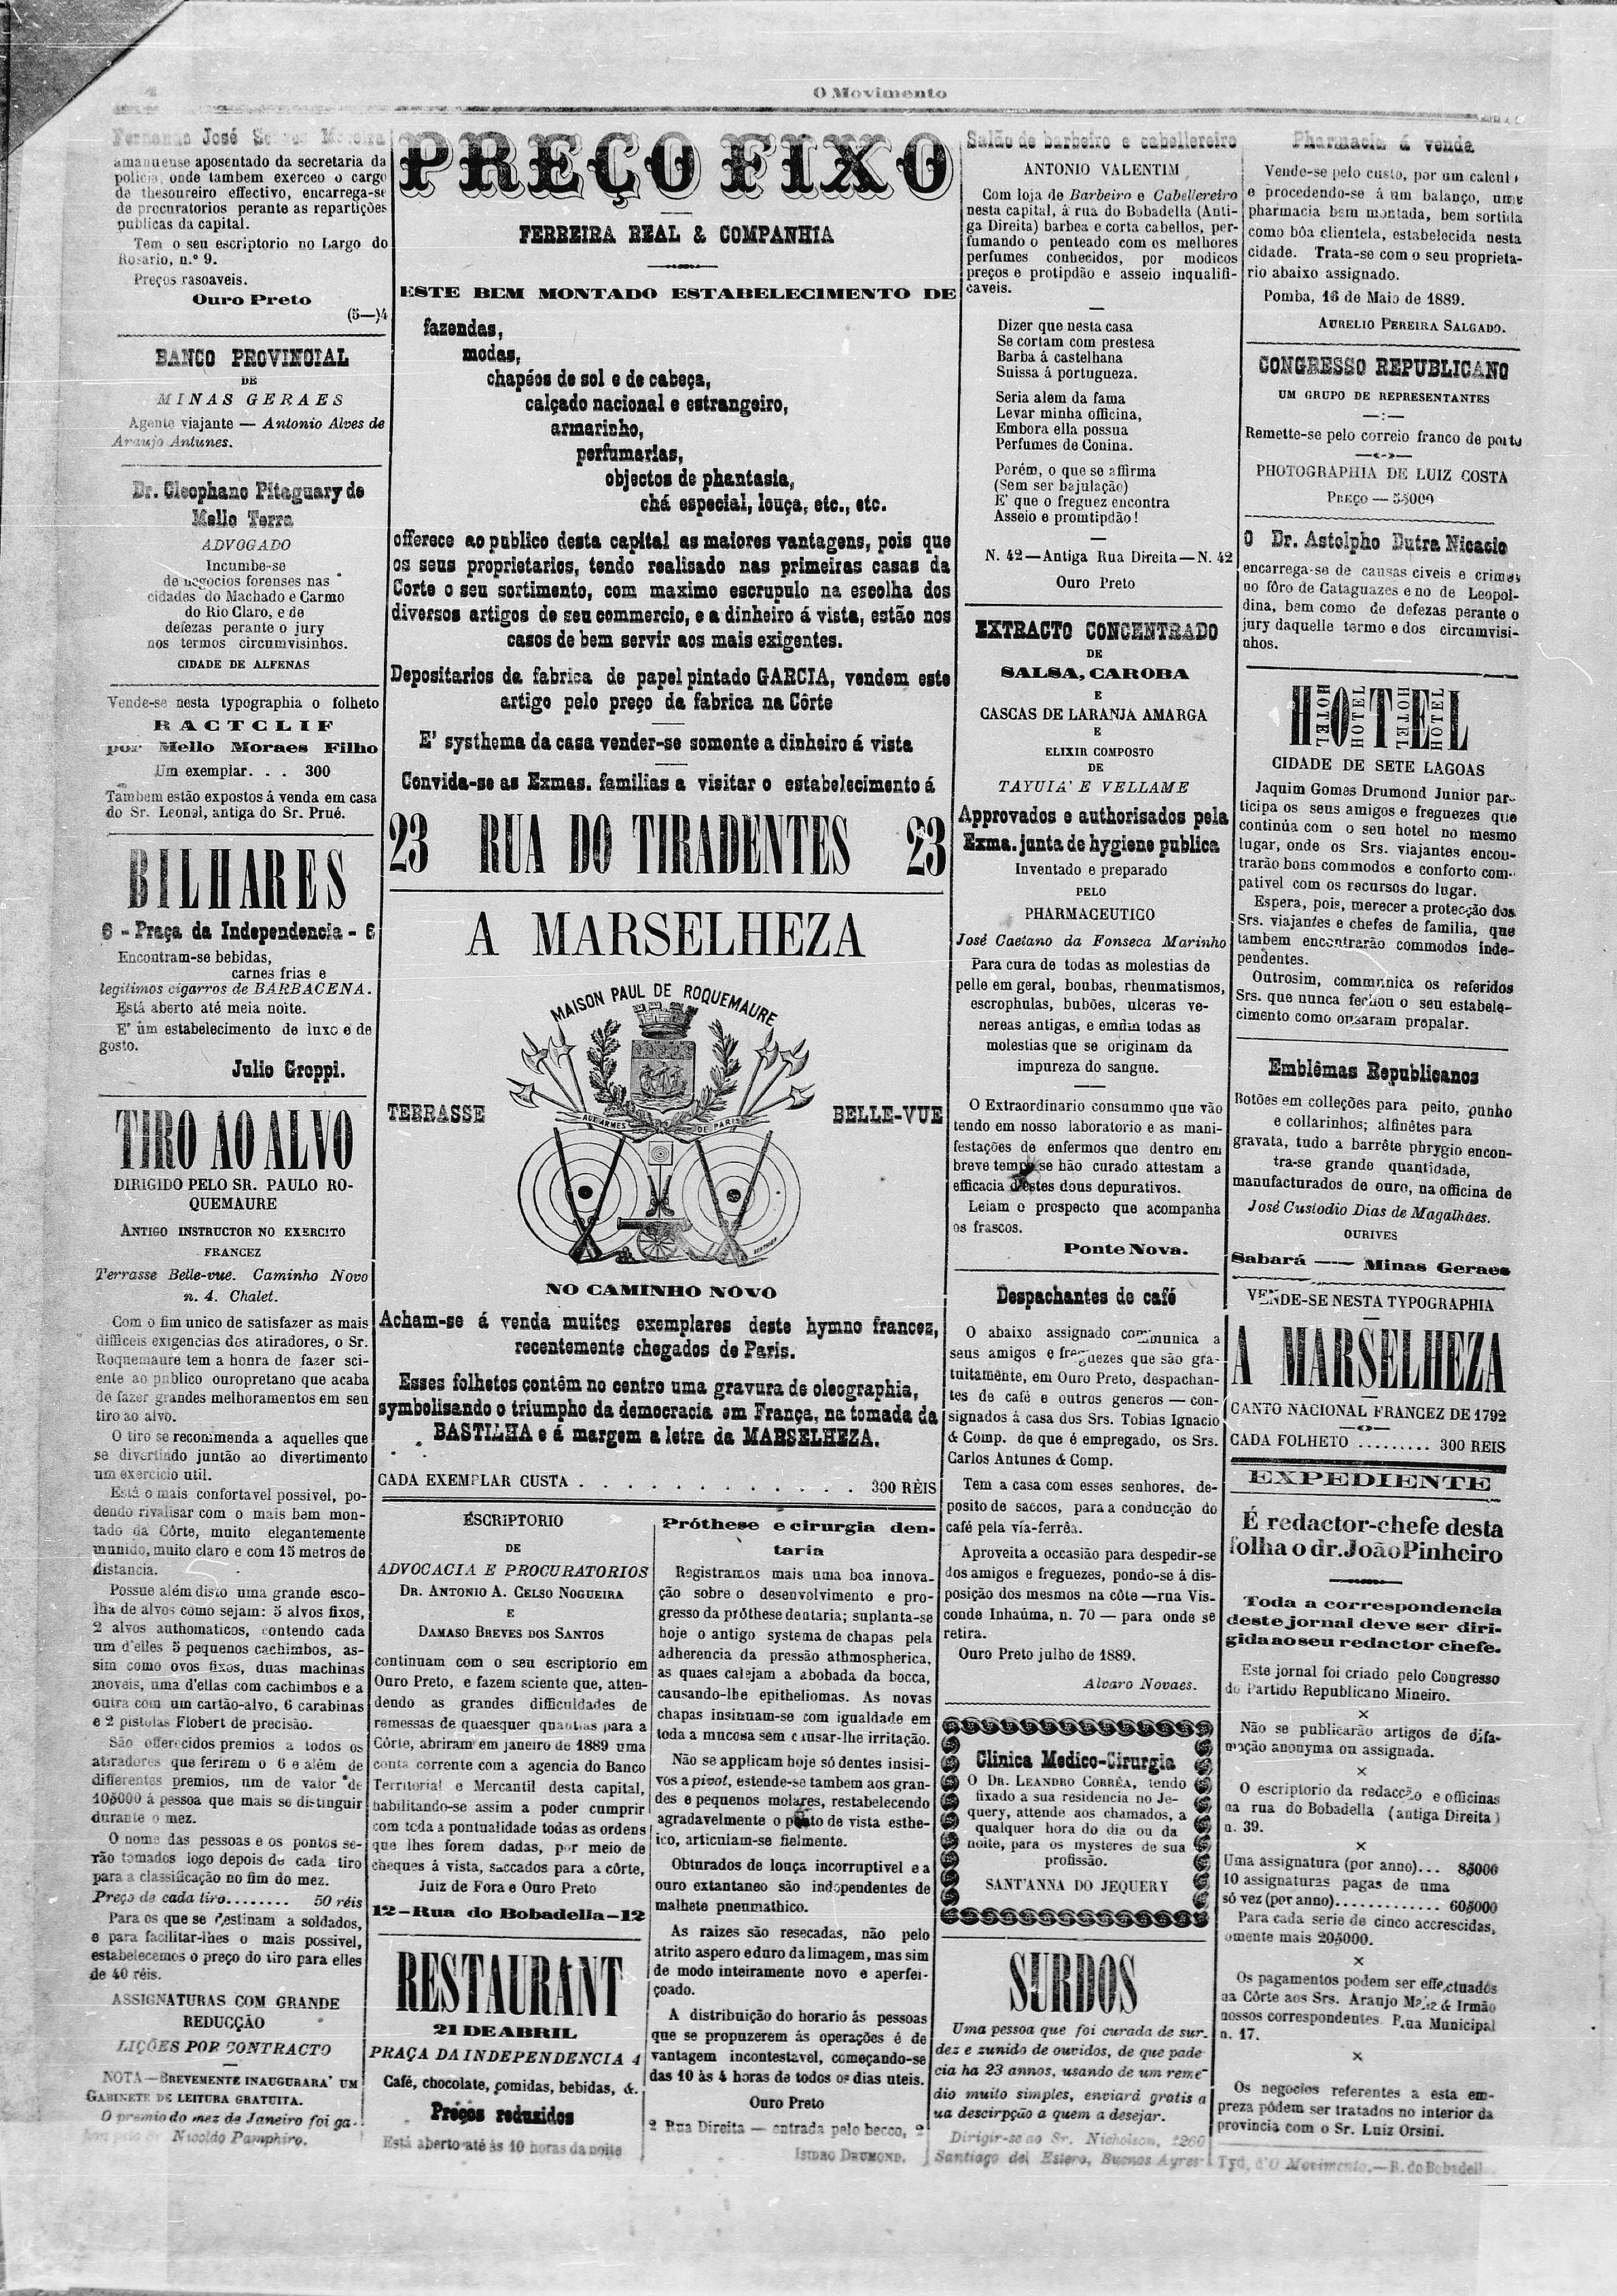 4
O Movimento
Fernando José Moreira
amanuense aposentado da secretaria da
policia, onde tambem exerceo o cargo
de thesoureiro effectivo, encarrega-se
de procuratorios perante as repartições
publicas da capital.
Tem o seu escriptorio no Largo do
Rosario, n.º 9.
Preços rasoaveis.
Ouro Preto
(5—)4
BANCO PROVINCIAL
DE
MINAS GERAES
Agente viajante — Antonio Alves de
Araujo Antunes.
Dr. Cleophano Pitaguary de
Mello Terra
ADVOGADO
Incumbe-se
de negocios forenses nas
cidades do Machado e Carmo
do Rio Claro, e de
defezas perante o jury
nos termos circumvisinhos.
CIDADE DE ALFENAS
Vende-se nesta typographia o folheto
RACTCLIF
por Mello Moraes Filho
Um exemplar. . . 300
Tambem estão expostos á venda em casa
do Sr. Leonel, antiga do Sr. Prué.
BILHARES
6 - Praça da Independencia - 6
Encontram-se bebidas,
carnes frias e
legitimos cigarros de BARBACENA.
Está aberto até meia noite.
E' um estabelecimento de luxo e de
gosto.
Julio Groppi.
TIRO AO ALVO
DIRIGIDO PELO SR. PAULO RO-
QUEMAURE
ANTIGO INSTRUCTOR NO EXERCITO
FRANCEZ
Terrasse Belle-vue. Caminho Novo
n. 4. Chalet.
Com o fim unico de satisfazer as mais
difficeis exigencias dos atiradores, o Sr.
Roquemaure tem a honra de fazer sci-
ente ao publico ouropretano que acaba
de fazer grandes melhoramentos em seu
tiro ao alvo.
O tiro se recommenda a aquelles que
se divertindo juntão ao divertimento
um exercicio util.
Está o mais confortavel possivel, po-
dendo rivalisar com o mais bem mon-
tado da Côrte, muito elegantemente
munido, muito claro e com 15 metros de
distancia.
Possue além disto uma grande esco-
lha de alvos como sejam: 5 alvos fixos,
2 alvos authomaticos, contendo cada
um d'elles 5 pequenos cachimbos, as-
sim como ovos fixos, duas machinas
moveis, uma d'ellas com cachimbos e a
outra com um cartão-alvo, 6 carabinas
e 2 pistolas Flobert de precisão.
São offerecidos premios a todos os
atiradores que ferirem o 6 e além de
differentes premios, um de valor de
10$000 á pessoa que mais se distinguir
durante o mez.
O nome das pessoas e os pontos se-
rão tomados logo depois de cada tiro
para a classificação no fim do mez.
Preço de cada tiro........ 50 réis
Para os que se destinam a soldados,
e para facilitar-lhes o mais possivel,
estabelecemos o preço do tiro para elles
de 40 réis.
ASSIGNATURAS COM GRANDE
REDUCÇÃO
LIÇÕES POR CONTRACTO
NOTA—BREVEMENTE INAUGURARA' UM
GABINETE DE LEITURA GRATUITA.
O premio do mez de Janeiro foi ga-
Nicoldo Pamphiro.
PREÇO FIXO
FERREIRA REAL & COMPANHIA
ESTE BEM MONTADO ESTABELECIMENTO DE
fazendas,
modas,
chapéos de sol e de cabeça,
calçado nacional e estrangeiro,
armarinho,
perfumarias,
objectos de phantasia,
chá especial, louça, etc., etc.
offerece ao publico desta capital as maiores vantagens, pois que
os seus proprietarios, tendo realisado nas primeiras casas da
Corte o seu sortimento, com maximo escrupulo na escolha dos
diversos artigos de seu commercio, e a dinheiro á vista, estão nos
casos de bem servir aos mais exigentes.
Depositarios da fabrica de papel pintado GARCIA, vendem este
artigo pelo preço da fabrica na Côrte
E' systhema da casa vender-se somente a dinheiro á vista
Convida-se as Exmas. familias a visitar o estabelecimento á
23 RUA DO TIRADENTES 23
A MARSELHEZA
MAISON PAUL DE ROQUEMAURE
TERRASSE
BELLE-VUE
AUX ARMES DE PARIS
NO CAMINHO NOVO
Acham-se á venda muitos exemplares deste hymno francez,
recentemente chegados de Paris.
Esses folhetos contêm no centro uma gravura de oleographia,
symbolisando o triumpho da democracia em França, na tomada da
BASTILHA e á margem a letra da MARSELHEZA.
CADA EXEMPLAR CUSTA . . . . . . . . . . . . 300 RÉIS
ESCRIPTORIO
DE
ADVOCACIA E PROCURATORIOS
DR. ANTONIO A. CELSO NOGUEIRA
E
DAMASO BREVES DOS SANTOS
continuam com o seu escriptorio em
Ouro Preto, e fazem sciente que, atten-
dendo as grandes difficuldades de
remessas de quaesquer quantias para a
Côrte, abriram em janeiro de 1889 uma
conta corrente com a agencia do Banco
Territorial e Mercantil desta capital,
habilitando-se assim a poder cumprir
com toda a pontualidade todas as ordens
que lhes forem dadas, por meio de
cheques á vista, saccados para a côrte,
Juiz de Fora e Ouro Preto
12—Rua do Bobadella—12
RESTAURANT
21 DE ABRIL
PRAÇA DA INDEPENDENCIA 4
Café, chocolate, comidas, bebidas, &.
Preços reduzidos
Está aberto até ás 10 horas da noite
Próthese e cirurgia den-
taria
Registramos mais uma boa innova-
ção sobre o desenvolvimento e pro-
gresso da próthese dentaria; suplanta-se
hoje o antigo systema de chapas pela
adherencia da pressão athmospherica,
as quaes calejam a abobada da bocca,
causando-lhe epitheliomas. As novas
chapas insinuam-se com igualdade em
toda a mucosa sem causar-lhe irritação.
Não se applicam hoje só dentes insisi-
vos a pivot, estende-se tambem aos gran-
des e pequenos molares, restabelecendo
agradavelmente o ponto de vista esthe-
ico, articulam-se fielmente.
Obturados de louça incorruptivel e a
ouro extantaneo são independentes de
malhete pneumathico.
As raizes são resecadas, não pelo
atrito aspero e duro da limagem, mas sim
de modo inteiramente novo e aperfei-
çoado.
A distribuição do horario ás pessoas
que se propuzerem ás operações é de
vantagem incontestavel, começando-se
das 10 ás 4 horas de todos os dias uteis.
Ouro Preto
2 Rua Direita — entrada pelo becco, 2
ISIDRO DRUMOND.
Salão de barbeiro e cabellereiro
ANTONIO VALENTIM
Com loja de Barbeiro e Cabellereiro
nesta capital, á rua do Bobadella (Anti-
ga Direita) barbea e corta cabellos, per-
fumando o penteado com os melhores
perfumes conhecidos, por modicos
preços e protipdão e asseio inqualifi-
caveis.
Dizer que nesta casa
Se cortam com prestesa
Barba á castelhana
Suissa á portugueza.
Seria alem da fama
Levar minha officina,
Embora ella possua
Perfumes de Conina.
Porém, o que se affirma
(Sem ser bajulação)
E' que o freguez encontra
Asseio e promtipdão!
N. 42—Antiga Rua Direita—N. 42
Ouro Preto
EXTRACTO CONCENTRADO
DE
SALSA, CAROBA
E
CASCAS DE LARANJA AMARGA
E
ELIXIR COMPOSTO
DE
TAYUIA' E VELLAME
Approvados e authorisados pela
Exma. junta de hygiene publica
Inventado e preparado
PELO
PHARMACEUTICO
José Caetano da Fonseca Marinho
Para cura de todas as molestias de
pelle em geral, boubas, rheumatismos,
escrophulas, bubões, ulceras ve-
nereas antigas, e emfim todas as
molestias que se originam da
impureza do sangue.
O Extraordinario consummo que vão
tendo em nosso laboratorio e as mani-
festações de enfermos que dentro em
breve tempo se hão curado attestam a
efficacia d'estes dous depurativos.
Leiam o prospecto que acompanha
os frascos.
Ponte Nova.
Despachantes de café
O abaixo assignado communica a
seus amigos e freguezes que são gra-
tuitamente, em Ouro Preto, despachan-
tes de café e outros generos — con-
signados á casa dos Srs. Tobias Ignacio
& Comp. de que é empregado, os Srs.
Carlos Antunes & Comp.
Tem a casa com esses senhores, de-
posito de saccos, para a conducção do
café pela via-ferrêa.
Aproveita a occasião para despedir-se
dos amigos e freguezes, pondo-se á dis-
posição dos mesmos na côte—rua Vis-
conde Inhaúma, n. 70 — para onde se
retira.
Ouro Preto julho de 1889.
Alvaro Novaes.
Clinica Medico-Cirurgia
O DR. LEANDRO CORRÊA, tendo
fixado a sua residencia no Je-
query, attende aos chamados, a
qualquer hora do dia ou da
noite, para os mysteres de sua
profissão.
SANT'ANNA DO JEQUERY
SURDOS
Uma pessoa que foi curada de sur-
dez e zunido de ouvidos, de que pade-
cia ha 23 annos, usando de um reme-
dio muito simples, enviará gratis a
ua descirpção a quem a desejar.
Dirigir-se ao Sr. Nicholson, 1260
Santiago del Estero, Buenos Ayres
Pharmacia á venda
Vende-se pelo custo, por um calcul
e procedendo-se á um balanço, uma
pharmacia bem montada, bem sortida
como bôa clientela, estabelecida nesta
cidade. Trata-se com o seu proprieta-
rio abaixo assignado.
Pomba, 16 de Maio de 1889.
AURELIO PEREIRA SALGADO.
CONGRESSO REPUBLICANO
UM GRUPO DE REPRESENTANTES
Remette-se pelo correio franco de porto
PHOTOGRAPHIA DE LUIZ COSTA
PREÇO — 5$000
O Dr. Astolpho Dutra Nicacio
encarrega-se de causas civeis e crimes
no fôro de Cataguazes e no de Leopol-
dina, bem como de defezas perante o
jury daquelle termo e dos circumvisi-
nhos.
HOTEL
HOTEL HOTEL HOTEL HOTEL
CIDADE DE SETE LAGOAS
Jaquim Gomes Drumond Junior par-
ticipa os seus amigos e freguezes que
continúa com o seu hotel no mesmo
lugar, onde os Srs. viajantes encon-
trarão bons commodos e conforto com-
pativel com os recursos do lugar.
Espera, pois, merecer a protecção dos
Srs. viajantes e chefes de familia, que
tambem encontrarão commodos inde-
pendentes.
Outrosim, communica os referidos
Srs. que nunca fechou o seu estabele-
cimento como ousaram propalar.
Emblêmas Republicanos
Botões em colleções para peito, punho
e collarinhos; alfinêtes para
gravata, tudo a barrête phrygio encon-
tra-se grande quantidade,
manufacturados de ouro, na officina de
José Custodio Dias de Magalhães.
OURIVES
Sabará —— Minas Geraes
VENDE-SE NESTA TYPOGRAPHIA
A MARSELHEZA
CANTO NACIONAL FRANCEZ DE 1792
CADA FOLHETO ......... 300 REIS
EXPEDIENTE
É redactor-chefe desta
folha o dr. João Pinheiro
Toda a correspondencia
deste jornal deve ser diri-
gida ao seu redactor chefe.
Este jornal foi criado pelo Congresso
do Partido Republicano Mineiro.
×
Não se publicarão artigos de difa-
mação anonyma ou assignada.
×
O escriptorio da redacção e officinas
na rua do Bobadella (antiga Direita)
n. 39.
×
Uma assignatura (por anno)... 8$000
10 assignaturas pagas de uma
só vez (por anno)............. 60$000
Para cada serie de cinco accrescidas,
omente mais 20$000.
×
Os pagamentos podem ser effectuados
na Côrte aos Srs. Araujo Maia & Irmão
nossos correspondentes. Rua Municipal
n. 17.
×
Os negocios referentes a esta em-
preza pódem ser tratados no interior da
provincia com o Sr. Luiz Orsini.
Typ. d'O Movimento.—R. do Bobadell